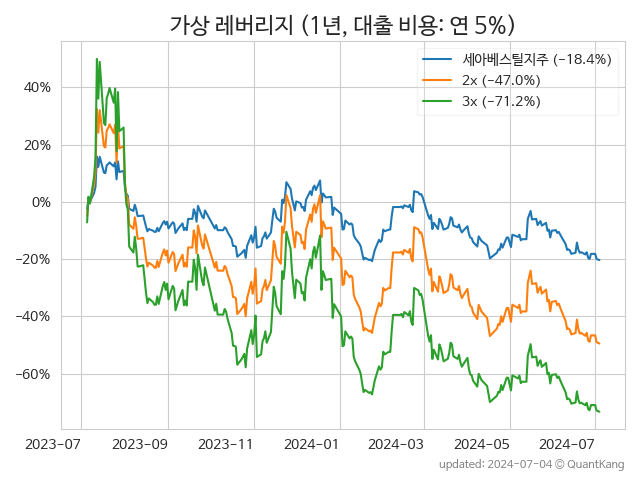 가상 레버리지 (1년, 대출 비용: 연 5%)
세아베스틸지주 (−18.4%)
2x (−47.0%)
3x (−71.2%)
40%
20%
0%
−20%
−40%
−60%
2023-07
2023-09
2023-11
2024-01
2024-03
2024-05
2024-07
updated: 2024-07-04 @ QuantKang